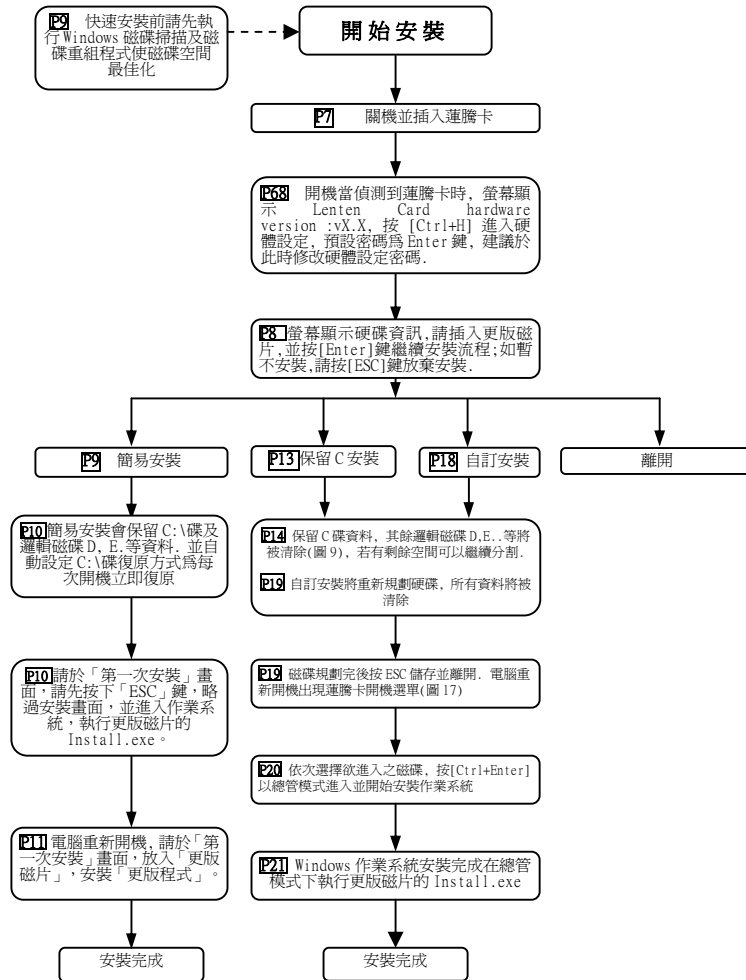 P9 快速安裝前請先執
行Windows 磁碟掃描及磁
碟重組程式使磁碟空間
最佳化
開始安裝
P7 關機並插入蓮騰卡
P68 開機當偵測到蓮騰卡時, 螢幕顯
示 Lenten Card hardware
version :vX.X, 按 [Ctrl+H] 進入硬
體設定, 預設密碼為 Enter 鍵, 建議於
此時修改硬體設定密碼.
P8 螢幕顯示硬碟資訊,請插入更版磁
片,並按[Enter]鍵繼續安裝流程;如暫
不安裝,請按[ESC]鍵放棄安裝.
P9 簡易安裝
P13 保留 C 安裝
P18 自訂安裝
離開
P10 簡易安裝會保留 C:\碟及
邏輯磁碟 D, E.等資料. 並自
動設定 C:\碟復原方式為每
次開機立即復原
P14 保留 C 碟資料, 其餘邏輯磁碟 D,E..等將
被清除(圖 9), 若有剩餘空間可以繼續分割.
P19 自訂安裝將重新規劃硬碟, 所有資料將被
清除
P10 請於「第一次安裝」畫
面,請先按下「ESC」鍵,略
過安裝畫面,並進入作業系
統,執行更版磁片的
Install.exe。
P19 磁碟規劃完後按 ESC 儲存並離開. 電腦重
新開機出現蓮騰卡開機選單(圖 17)
P20 依次選擇欲進入之磁碟, 按[Ctrl+Enter]
以總管模式進入並開始安裝作業系統
P11 電腦重新開機, 請於「第
一次安裝」畫面,放入「更版
磁片」,安裝「更版程式」。
P21 Windows 作業系統安裝完成在總管
模式下執行更版磁片的 Install.exe
安裝完成
安裝完成